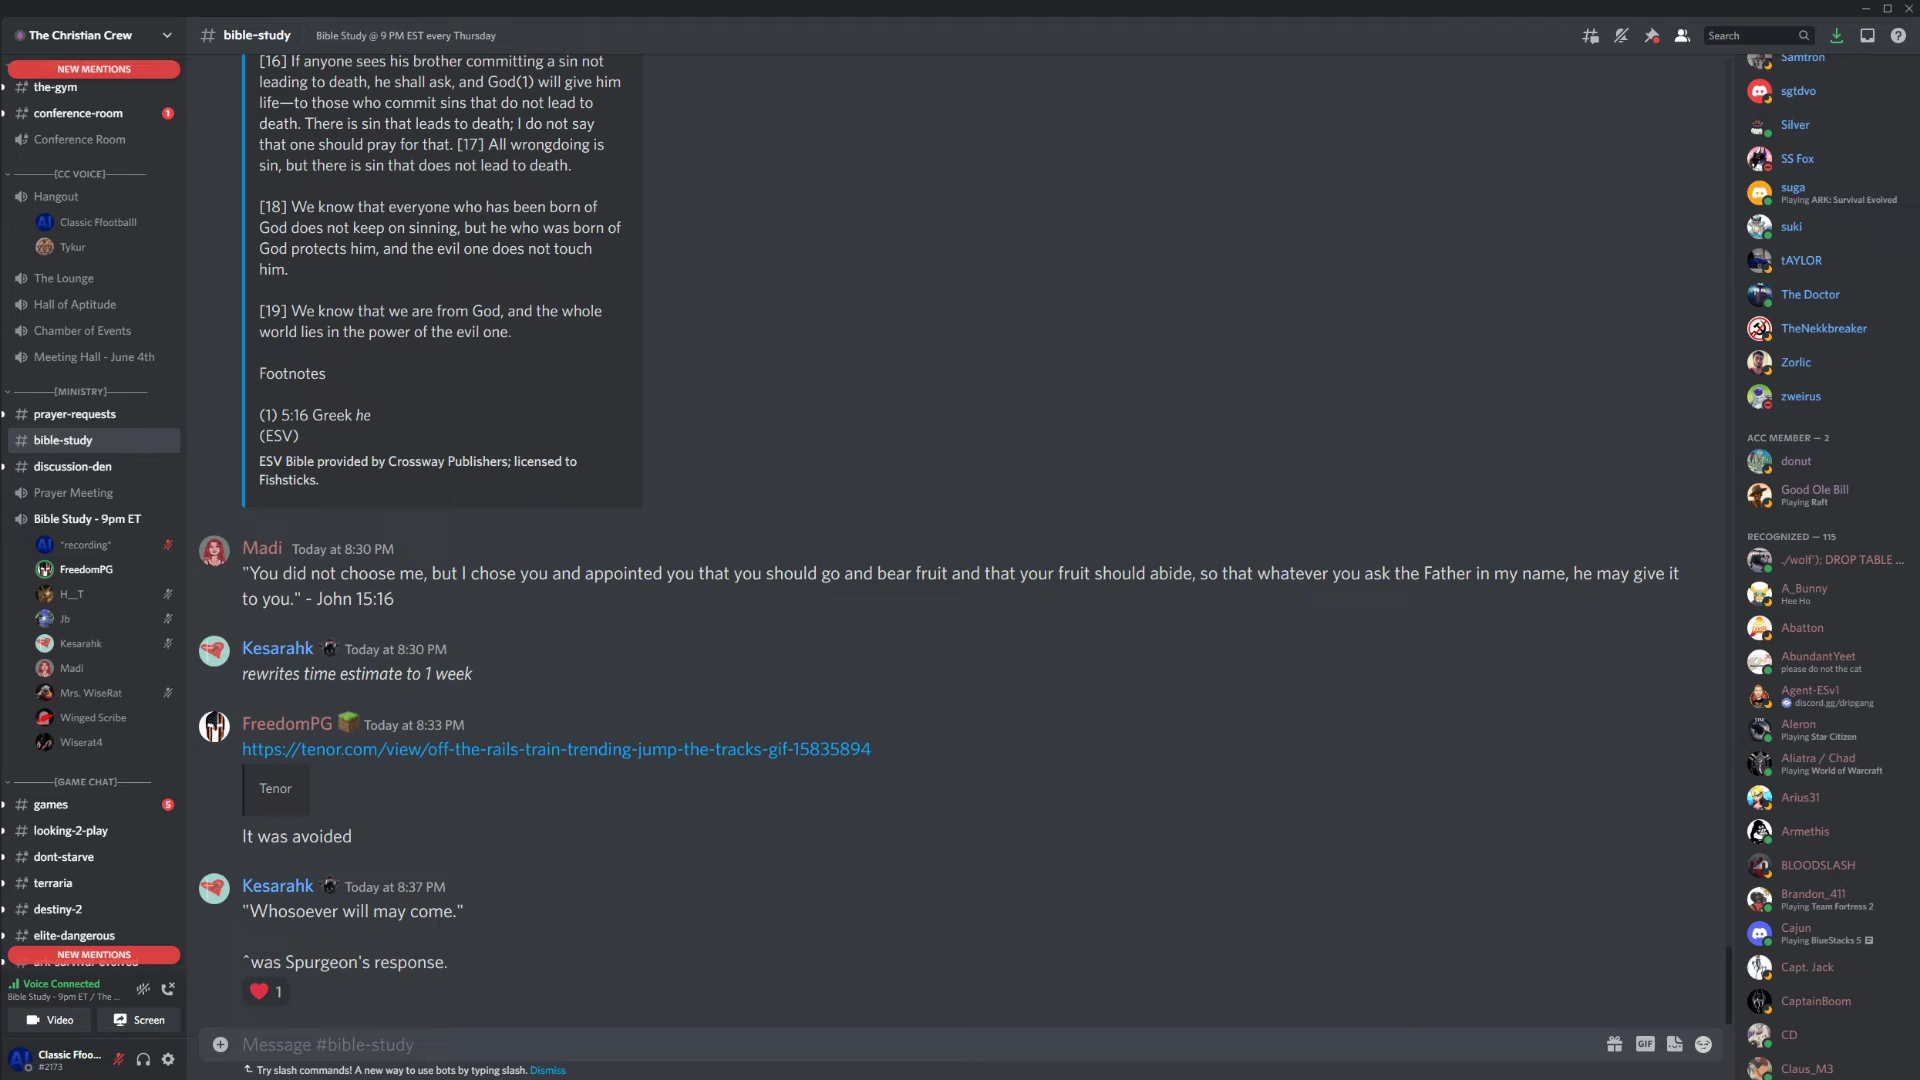 The Christian Crew
NEW MENTIONS
the-gym
conference-room
1
Conference Room
[CC VOICE]
Hangout
Classic Ffootballl
Tykur
The Lounge
Hall of Aptitude
Chamber of Events
Meeting Hall - June 4th
[MINISTRY]
prayer-requests
bible-study
discussion-den
Prayer Meeting
Bible Study - 9pm ET
*recording*
FreedomPG
H__T
Jb
Kesarahk
Madi
Mrs. WiseRat
Winged Scribe
Wiserat4
[GAME CHAT]
games
5
looking-2-play
dont-starve
terraria
destiny-2
elite-dangerous
NEW MENTIONS
Voice Connected
Bible Study - 9pm ET / The ...
Video
Screen
Classic Ffoo...
#2173
bible-study
Bible Study @ 9 PM EST every Thursday
Search
[16] If anyone sees his brother committing a sin not
leading to death, he shall ask, and God(1) will give him
life—to those who commit sins that do not lead to
death. There is sin that leads to death; I do not say
that one should pray for that. [17] All wrongdoing is
sin, but there is sin that does not lead to death.
[18] We know that everyone who has been born of
God does not keep on sinning, but he who was born of
God protects him, and the evil one does not touch
him.
[19] We know that we are from God, and the whole
world lies in the power of the evil one.
Footnotes
(1) 5:16 Greek he
(ESV)
ESV Bible provided by Crossway Publishers; licensed to
Fishsticks.
Madi Today at 8:30 PM
"You did not choose me, but I chose you and appointed you that you should go and bear fruit and that your fruit should abide, so that whatever you ask the Father in my name, he may give it
to you." - John 15:16
Kesarahk Today at 8:30 PM
rewrites time estimate to 1 week
FreedomPG Today at 8:33 PM
https://tenor.com/view/off-the-rails-train-trending-jump-the-tracks-gif-15835894
Tenor
It was avoided
Kesarahk Today at 8:37 PM
"Whosoever will may come."
^was Spurgeon's response.
1
Message #bible-study
GIF
Try slash commands! A new way to use bots by typing slash. Dismiss
Samtron
sgtdvo
Silver
SS Fox
suga
Playing ARK: Survival Evolved
suki
tAYLOR
The Doctor
TheNekkbreaker
Zorlic
zweirus
ACC MEMBER — 2
donut
Good Ole Bill
Playing Raft
RECOGNIZED — 115
./wolf'); DROP TABLE ...
A_Bunny
Hee Ho
Abatton
AbundantYeet
please do not the cat
Agent-ESv1
discord.gg/dripgang
Aleron
Playing Star Citizen
Aliatra / Chad
Playing World of Warcraft
Arius31
Armethis
BLOODSLASH
Brandon_411
Playing Team Fortress 2
Cajun
Playing BlueStacks 5
Capt. Jack
CaptainBoom
CD
Claus_M3